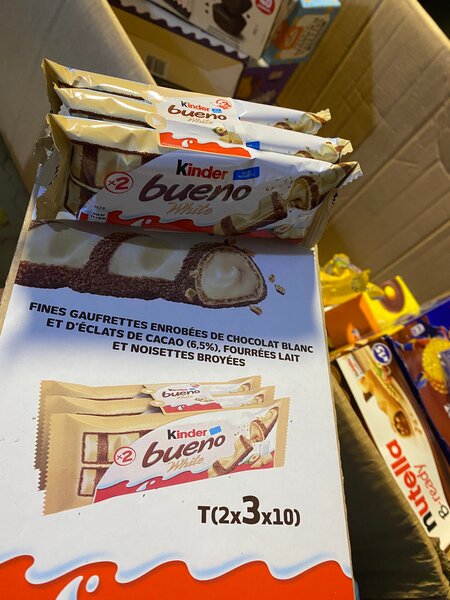 Kinder
bueno
White
Kinder
bueno
White
x2
FINES GAUFRETTES ENROBÉES DE CHOCOLAT BLANC
ET D'ÉCLATS DE CACAO (6,5%), FOURRÉES LAIT
ET NOISETTES BROYÉES
Kinder
bueno
Kinder
bueno
White
x2
T(2x3x10)
nutella
B-ready